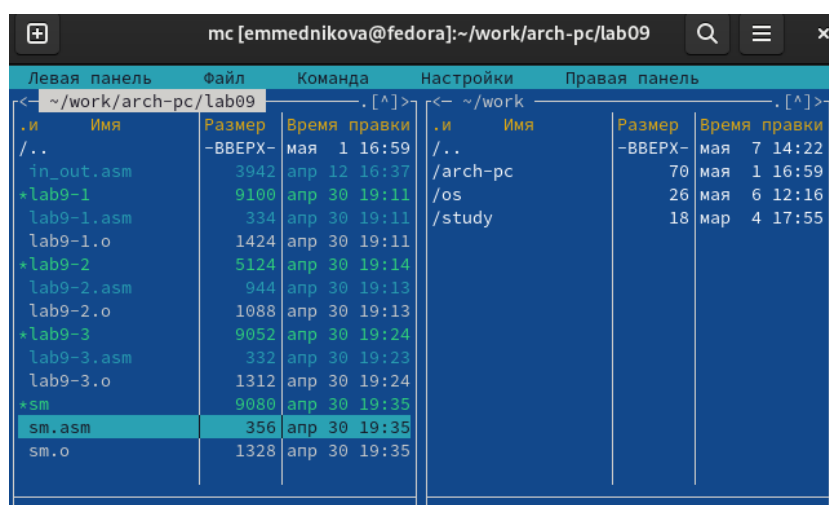 mc [emmednikova@fedora]:~/work/arch-pc/lab09
Левая панель Файл Команда Настройки Правая панель
<— ~/work/arch-pc/lab09 .[^]>
.и Имя Размер Время правки
/.. -ВВЕРХ- мая 1 16:59
in_out.asm 3942 апр 12 16:37
*lab9-1 9100 апр 30 19:11
lab9-1.asm 334 апр 30 19:11
lab9-1.o 1424 апр 30 19:11
*lab9-2 5124 апр 30 19:14
lab9-2.asm 944 апр 30 19:13
lab9-2.o 1088 апр 30 19:13
*lab9-3 9052 апр 30 19:24
lab9-3.asm 332 апр 30 19:23
lab9-3.o 1312 апр 30 19:24
*sm 9080 апр 30 19:35
sm.asm 356 апр 30 19:35
sm.o 1328 апр 30 19:35
<— ~/work .[^]>
.и Имя Размер Время правки
/.. -ВВЕРХ- мая 7 14:22
/arch-pc 70 мая 1 16:59
/os 26 мая 6 12:16
/study 18 мар 4 17:55